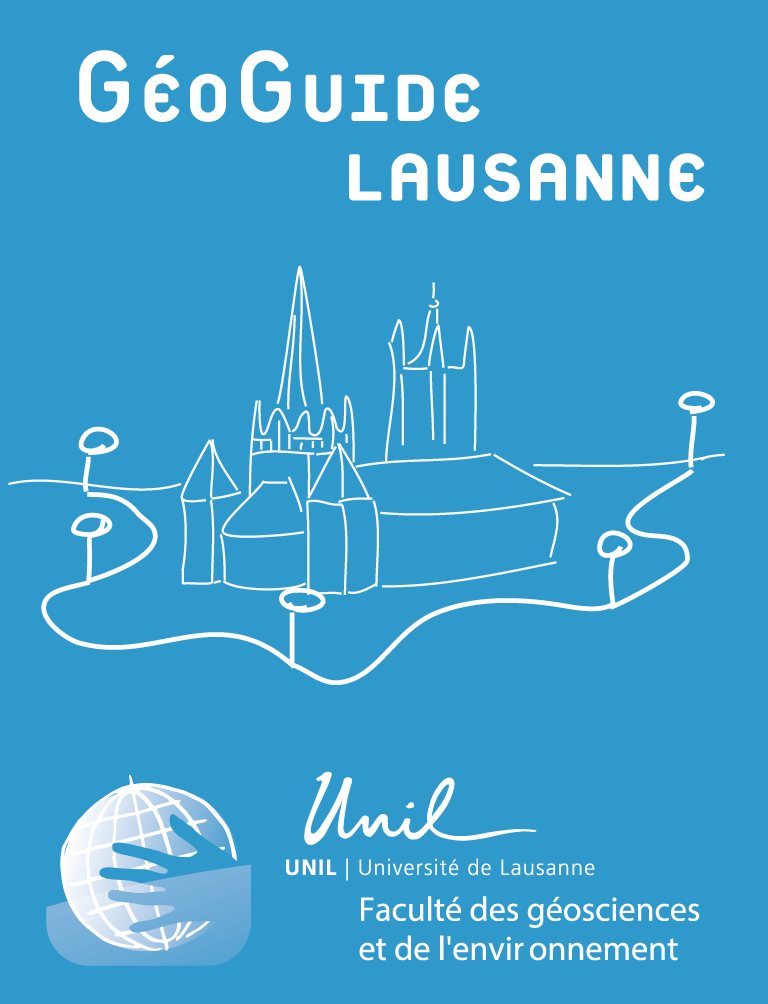 GéoGuide
LAUSANNE
Unil
UNIL | Université de Lausanne
Faculté des géosciences
et de l'envir onnement